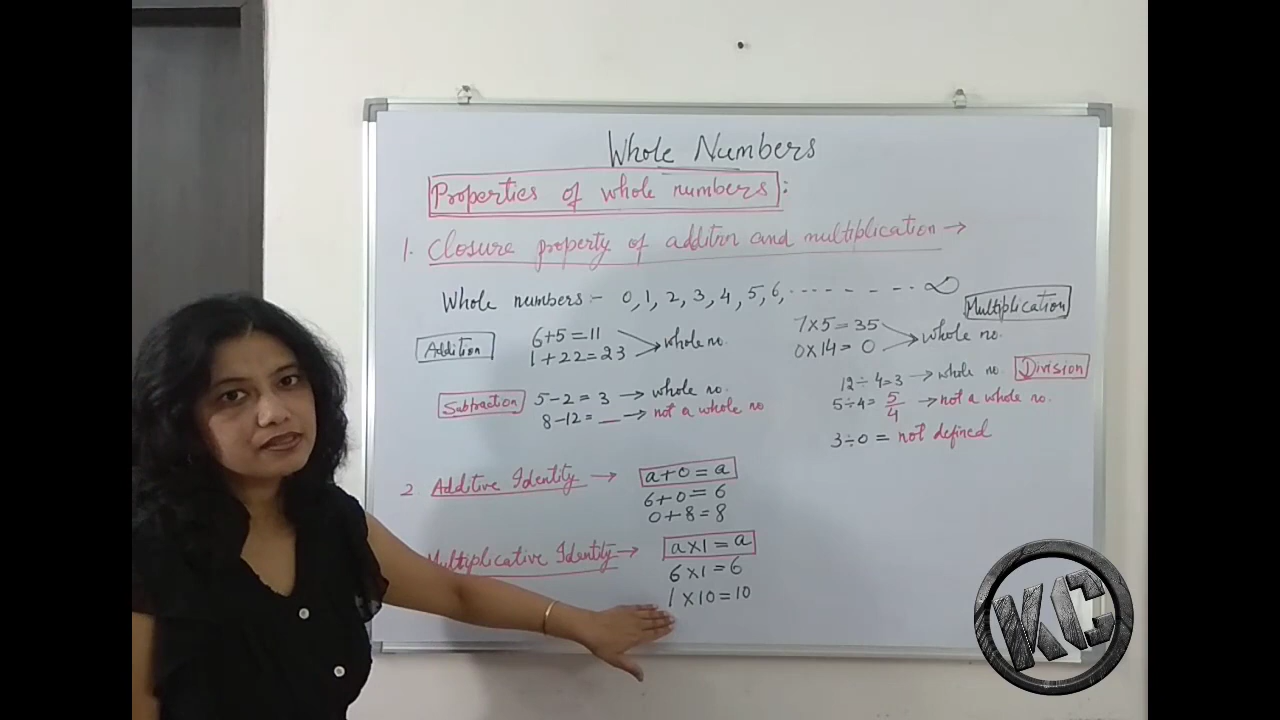 Whole Numbers
Properties of whole numbers:
1. Closure property of addition and multiplication →
Whole numbers:- 0, 1, 2, 3, 4, 5, 6, ------- ∞
Multiplication
Addition
6+5=11
1+22=23
→ whole no.
7×5=35
0×14=0
→ whole no.
Division
12÷4=3 → whole no.
5÷4= 5/4 → not a whole no.
3÷0 = not defined
Subtraction
5-2 = 3 → whole no.
8-12= __ → not a whole no
2. Additive Identity →
a+0=a
6+0=6
0+8=8
Multiplicative Identity →
a×1=a
6×1=6
1×10=10
KC